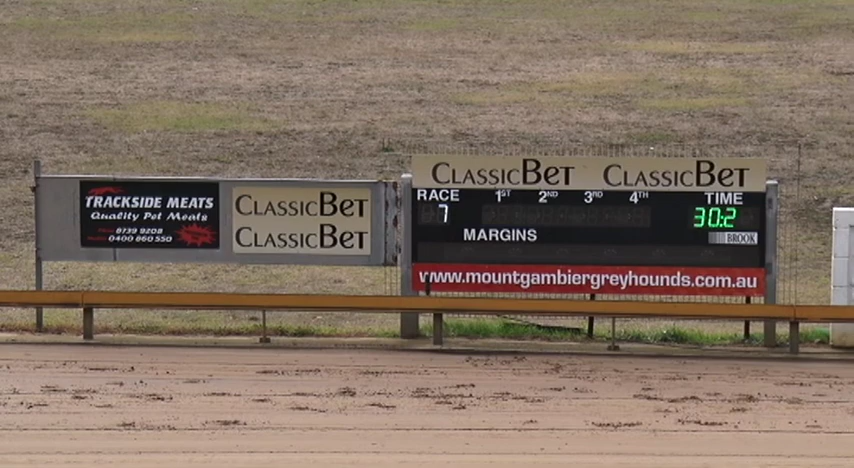 TRACKSIDE MEATS
Quality Pet Meals
8739 9208
0400 860 550
CLASSICBET
CLASSICBET
CLASSICBET CLASSICBET
RACE 1ST 2ND 3RD 4TH TIME
7 30:2
MARGINS BROOK
www.mountgambiergreyhounds.com.au